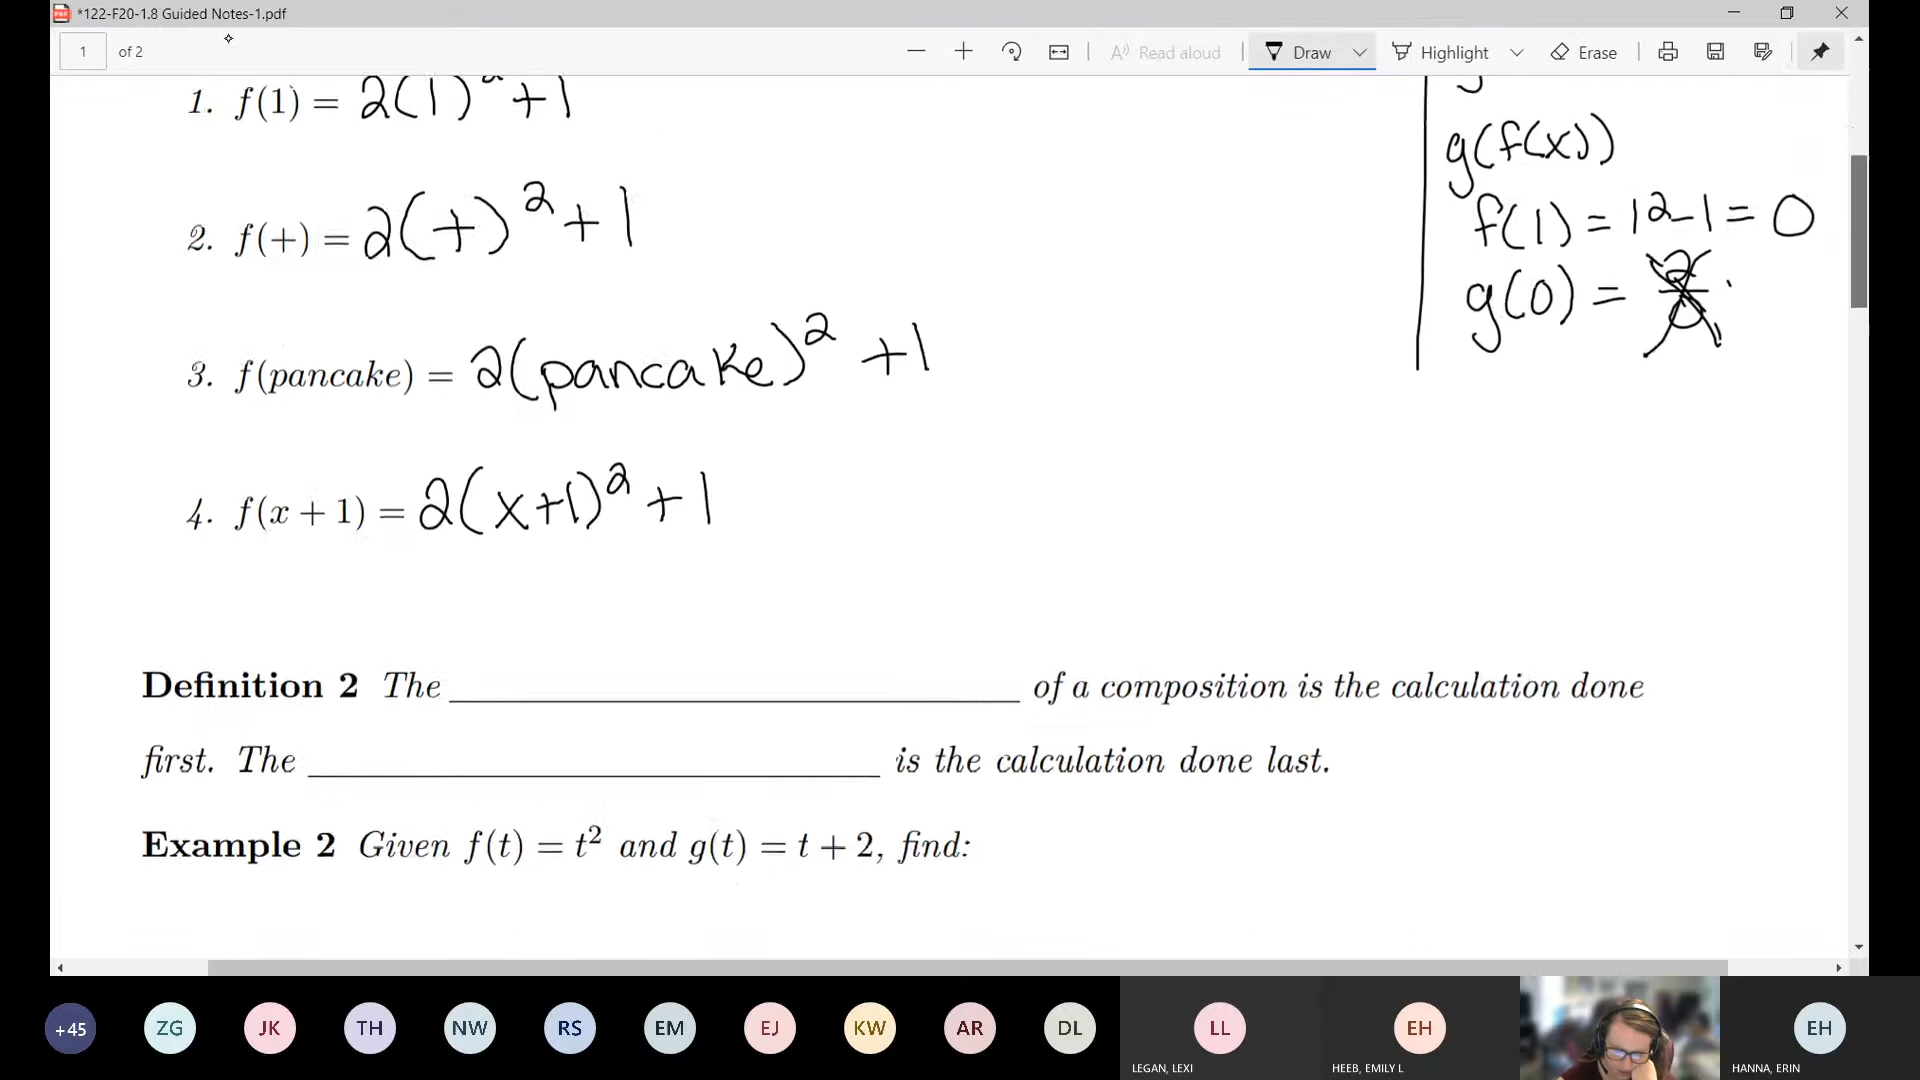 *122-F20-1.8 Guided Notes-1.pdf
1 of 2 Read aloud Draw Highlight Erase
1. f(1) = 2(1)² + 1
2. f(+) = 2(+)² + 1
3. f(pancake) = 2(pancake)² + 1
4. f(x + 1) = 2(x+1)² + 1
g(f(x))
f(1) = 1² - 1 = 0
g(0) = 2/0
Definition 2 The ______ of a composition is the calculation done
first. The ______ is the calculation done last.
Example 2 Given f(t) = t² and g(t) = t + 2, find:
+45 ZG JK TH NW RS EM EJ KW AR DL LL EH EH
LEGAN, LEXI HEEB, EMILY L HANNA, ERIN